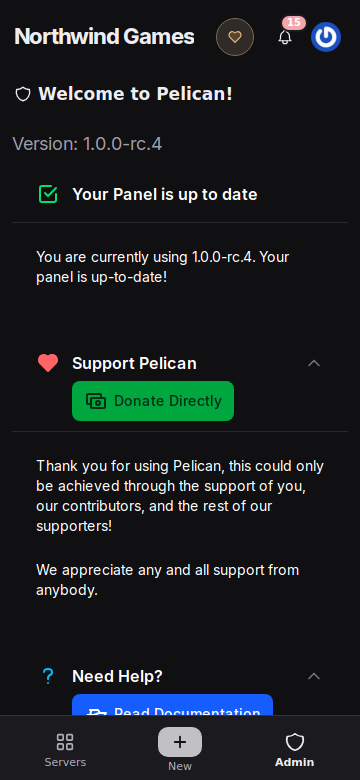 Northwind Games
15
Welcome to Pelican!
Version: 1.0.0-rc.4
Your Panel is up to date
You are currently using 1.0.0-rc.4. Your
panel is up-to-date!
Support Pelican
Donate Directly
Thank you for using Pelican, this could only
be achieved through the support of you,
our contributors, and the rest of our
supporters!
We appreciate any and all support from
anybody.
Need Help?
Read Documentation
Servers
New
Admin